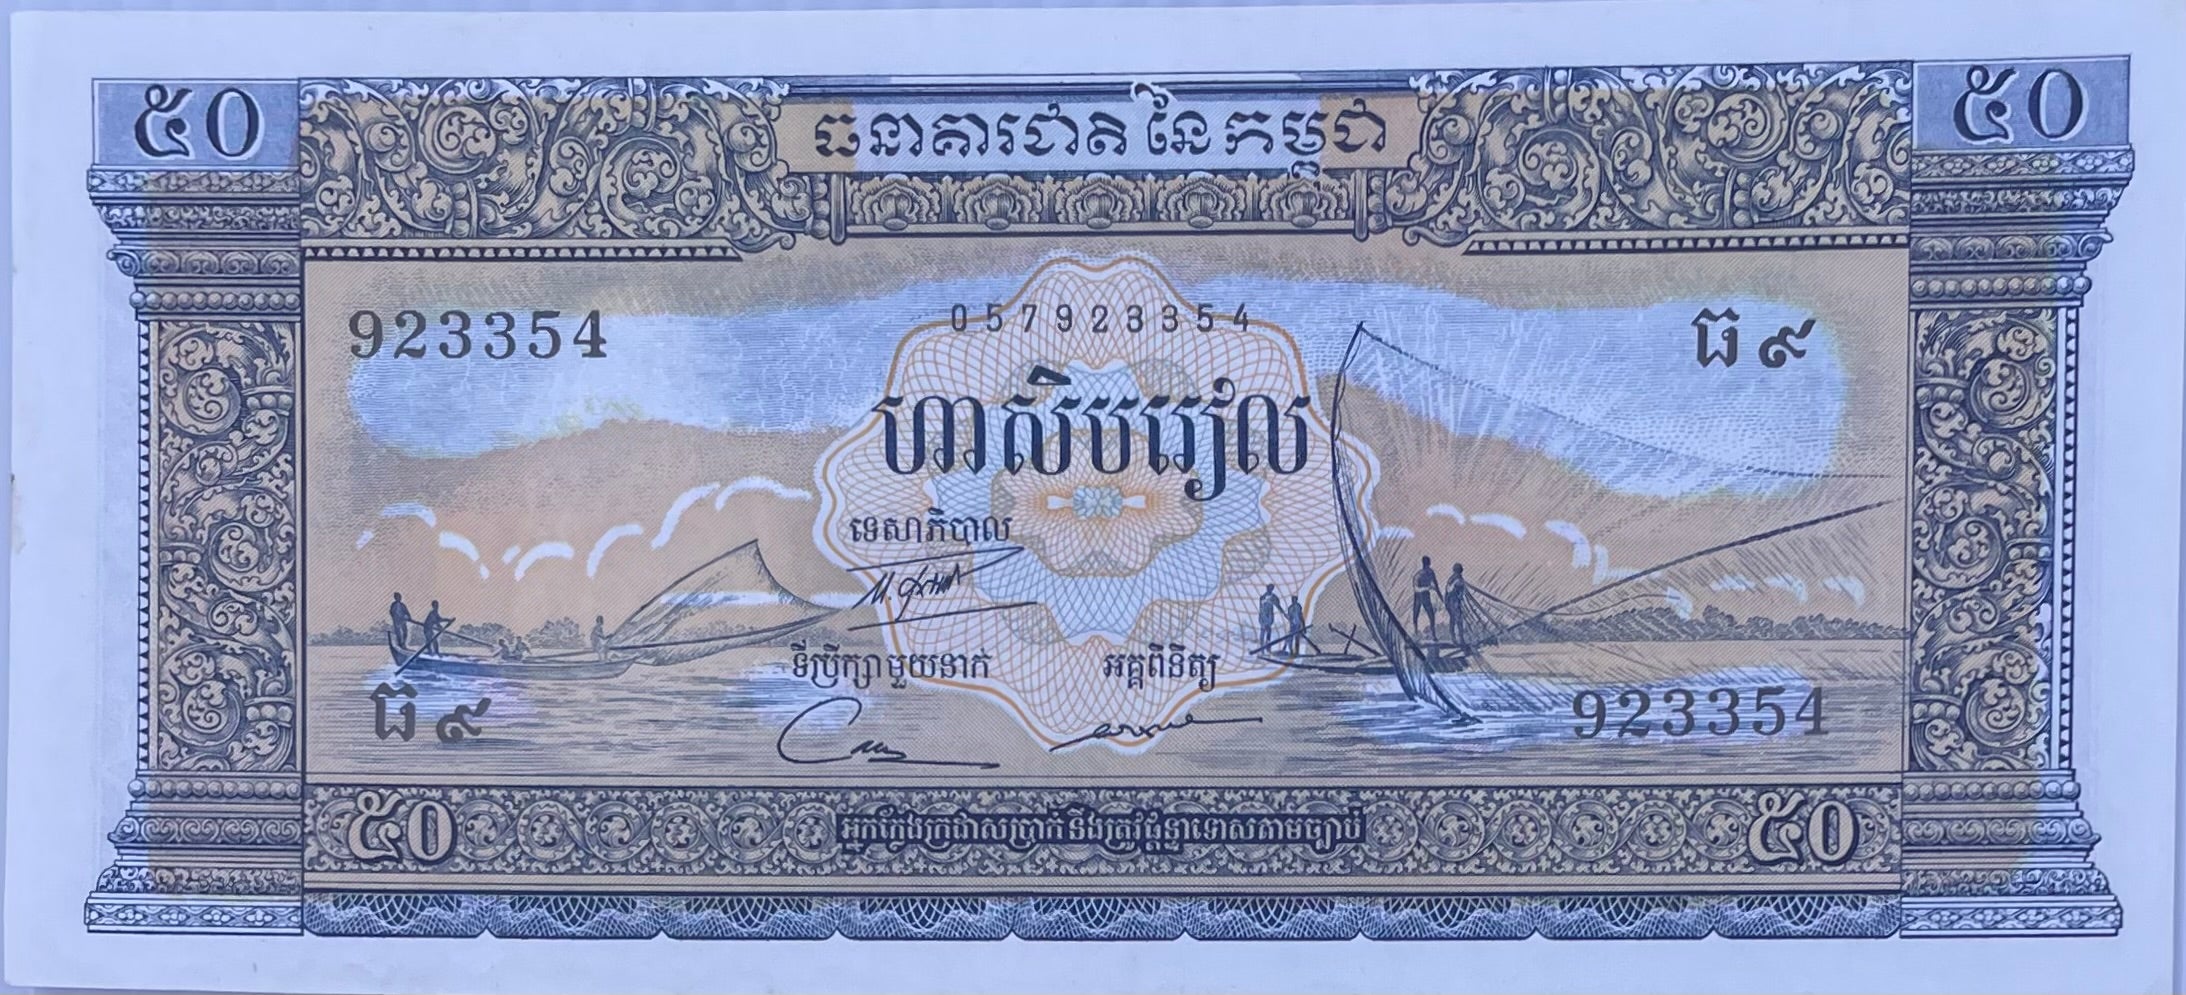 ៥០ ធនាគារជាតិ នៃ កម្ពុជា ៥០
057923354
923354 ធ ៩
ហាសិបរៀល
ទេសាភិបាល
ទីប្រឹក្សាមួយនាក់ អគ្គពិនិត្យ
ធ ៩ 923354
៥០ អ្នកក្លែងក្រដាសប្រាក់ នឹងត្រូវផ្តន្ទាទោសតាមច្បាប់ ៥០